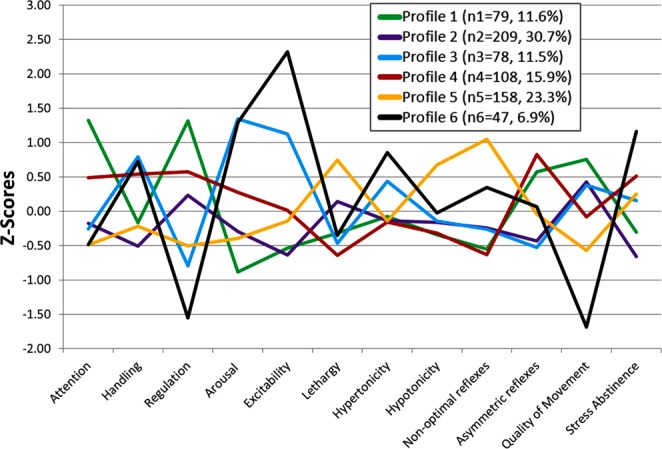 3.00
2.50
2.00
1.50
1.00
0.50
0.00
-0.50
-1.00
-1.50
-2.00
Z-Scores
Profile 1 (n1=79, 11.6%)
Profile 2 (n2=209, 30.7%)
Profile 3 (n3=78, 11.5%)
Profile 4 (n4=108, 15.9%)
Profile 5 (n5=158, 23.3%)
Profile 6 (n6=47, 6.9%)
Attention
Handling
Regulation
Arousal
Excitability
Lethargy
Hypertonicity
Hypotonicity
Non-optimal reflexes
Asymmetric reflexes
Quality of Movement
Stress Abstinence